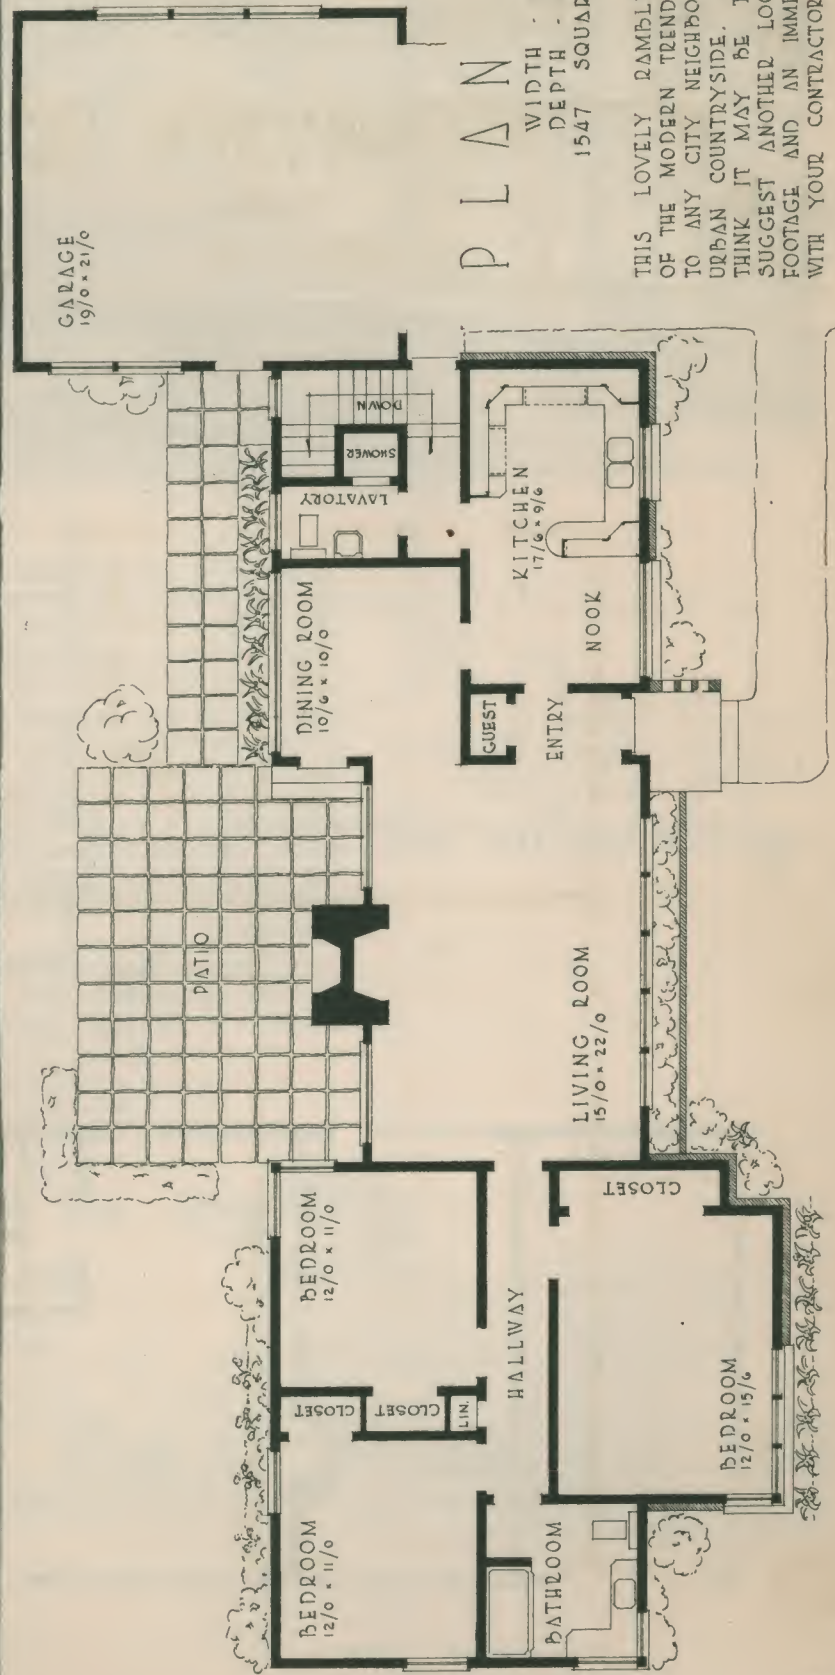 GARAGE
19/0 x 21/0
PLAN
WIDTH -
DEPTH -
1547 SQUAR
THIS LOVELY RAMBL
OF THE MODERN TREND
TO ANY CITY NEIGHBO
URBAN COUNTRYSIDE.
THINK IT MAY BE
SUGGEST ANOTHER LOO
FOOTAGE AND AN IMME
WITH YOUR CONTRACTOR
DOWN
SHOWER
LAVATORY
KITCHEN
17/6 x 9/6
NOOK
DINING ROOM
10/6 x 10/0
GUEST
ENTRY
PATIO
LIVING ROOM
15/0 x 22/0
BEDROOM
12/0 x 11/0
CLOSET
CLOSET
CLOSET
LIN.
HALLWAY
BEDROOM
12/0 x 15/6
BEDROOM
12/0 x 11/0
BATHROOM